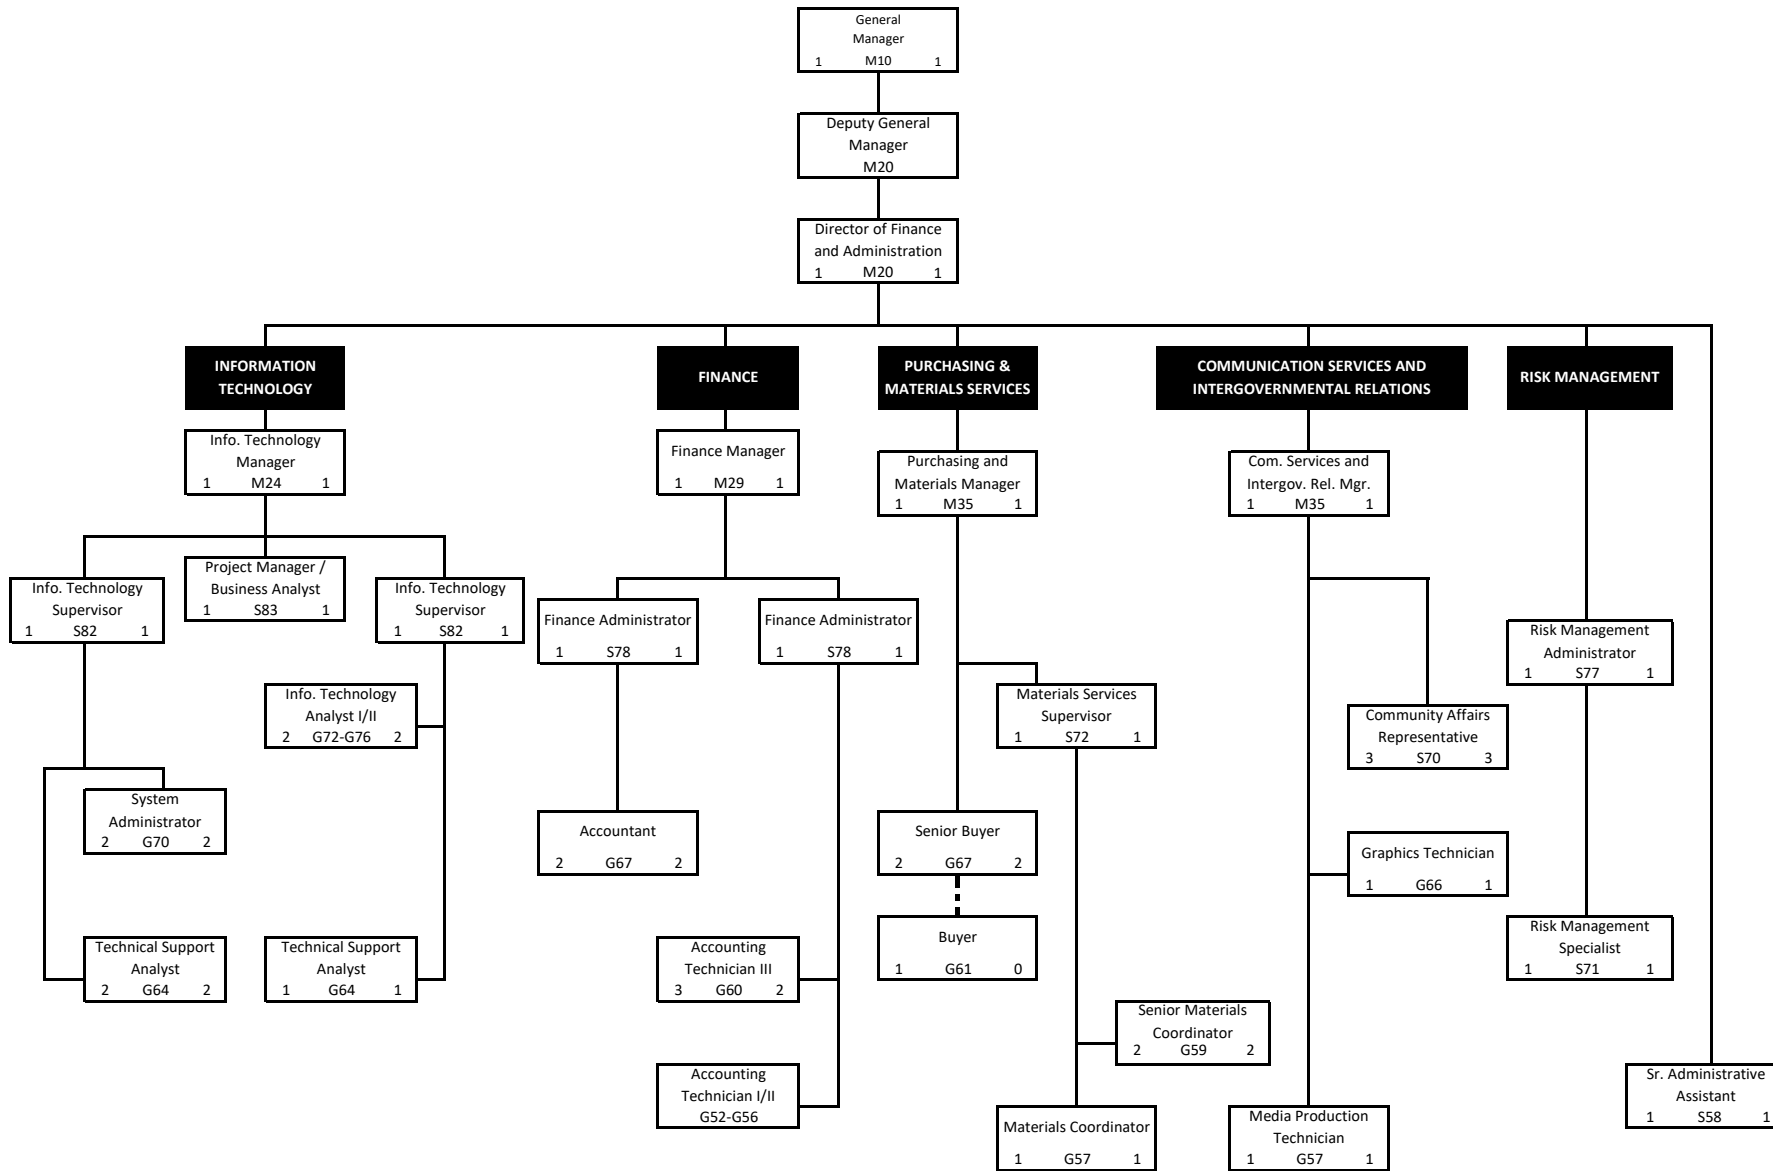 General
Manager
1 M10 1
Deputy General
Manager
M20
Director of Finance
and Administration
1 M20 1
INFORMATION
TECHNOLOGY
FINANCE
PURCHASING &
MATERIALS SERVICES
COMMUNICATION SERVICES AND
INTERGOVERNMENTAL RELATIONS
RISK MANAGEMENT
Info. Technology
Manager
1 M24 1
Finance Manager
1 M29 1
Purchasing and
Materials Manager
1 M35 1
Com. Services and
Intergov. Rel. Mgr.
1 M35 1
Info. Technology
Supervisor
1 S82 1
Project Manager /
Business Analyst
1 S83 1
Info. Technology
Supervisor
1 S82 1
Finance Administrator
1 S78 1
Finance Administrator
1 S78 1
Risk Management
Administrator
1 S77 1
Info. Technology
Analyst I/II
2 G72-G76 2
Materials Services
Supervisor
1 S72 1
Community Affairs
Representative
3 S70 3
System
Administrator
2 G70 2
Accountant
2 G67 2
Senior Buyer
2 G67 2
Graphics Technician
1 G66 1
Technical Support
Analyst
2 G64 2
Technical Support
Analyst
1 G64 1
Accounting
Technician III
3 G60 2
Buyer
1 G61 0
Risk Management
Specialist
1 S71 1
Senior Materials
Coordinator
2 G59 2
Accounting
Technician I/II
G52-G56
Materials Coordinator
1 G57 1
Media Production
Technician
1 G57 1
Sr. Administrative
Assistant
1 S58 1